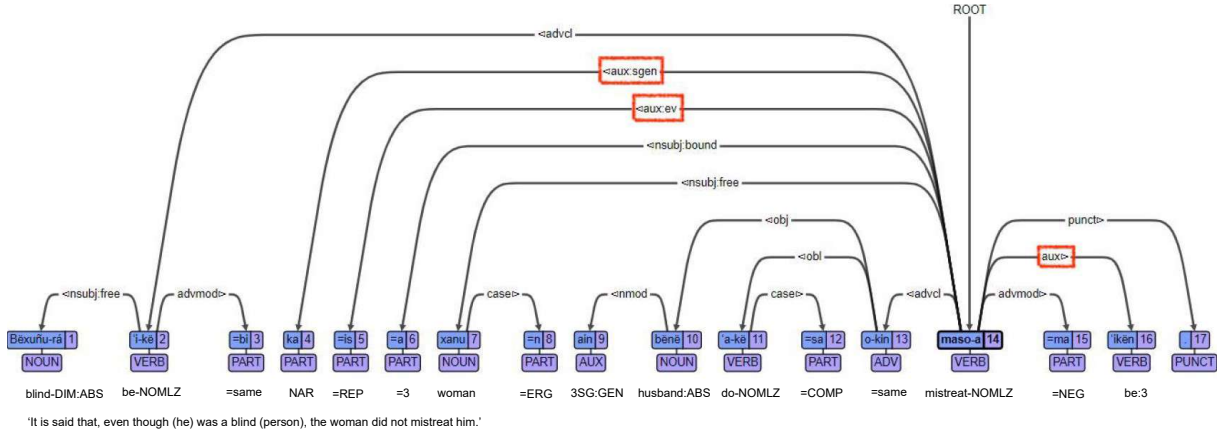 ROOT
<advcl
<aux:sgen
<aux:ev
<nsubj:bound
<nsubj:free
<obj punct>
<obl aux>
<nsubj:free advmod> case> <nmod case> <advcl advmod>
Bëxuñu-rá 1 'i-kë 2 =bi 3 ka 4 =is 5 =a 6 xanu 7 =n 8 ain 9 bënë 10 'a-kë 11 =sa 12 o-kin 13 maso-a 14 =ma 15 'ikën 16 . 17
NOUN VERB PART PART PART PART NOUN PART AUX NOUN VERB PART ADV VERB PART VERB PUNCT
blind-DIM:ABS be-NOMLZ =same NAR =REP =3 woman =ERG 3SG:GEN husband:ABS do-NOMLZ =COMP =same mistreat-NOMLZ =NEG be:3
'It is said that, even though (he) was a blind (person), the woman did not mistreat him.'